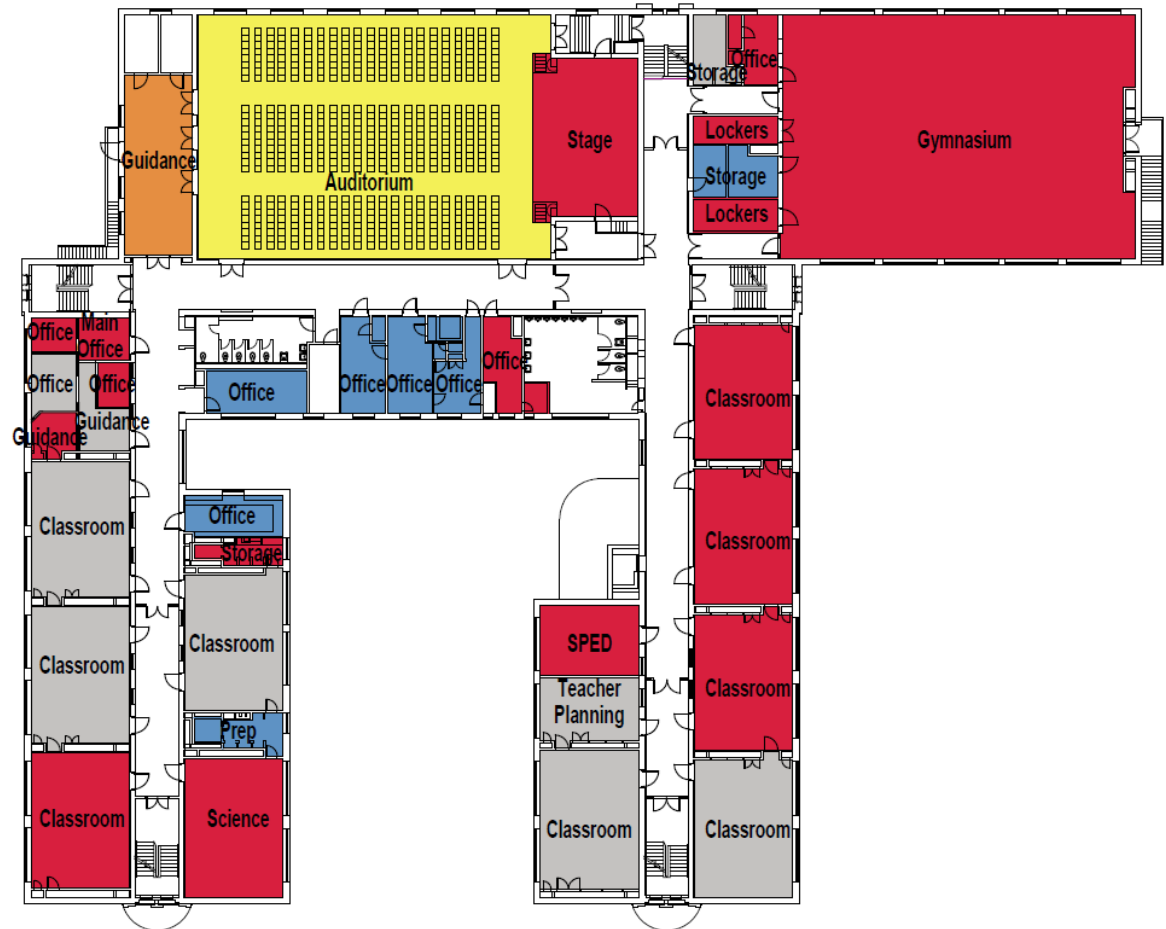 Office
Storage
Stage
Lockers
Gymnasium
Guidance
Auditorium
Storage
Lockers
Office
Main
Office
Office
Office
Guidance
Guidance
Office
Office
Office
Office
Office
Classroom
Classroom
Office
Storage
Classroom
Classroom
Classroom
Prep
Classroom
Science
SPED
Teacher
Planning
Classroom
Classroom
Classroom
Classroom